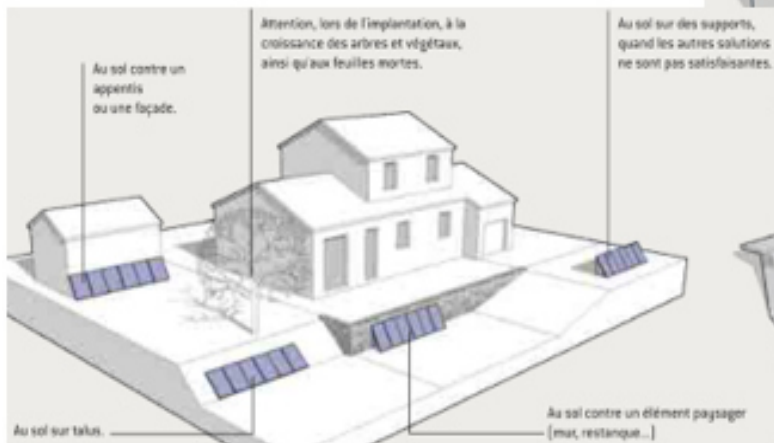 Attention, lors de l'implantation, à la
croissance des arbres et végétaux,
ainsi qu'aux feuilles mortes.
Au sol sur des supports,
quand les autres solutions
ne sont pas satisfaisantes.
Au sol contre un
appentis
ou une façade.
Au sol sur talus.
Au sol contre un élément paysager
(mur, restanque...)